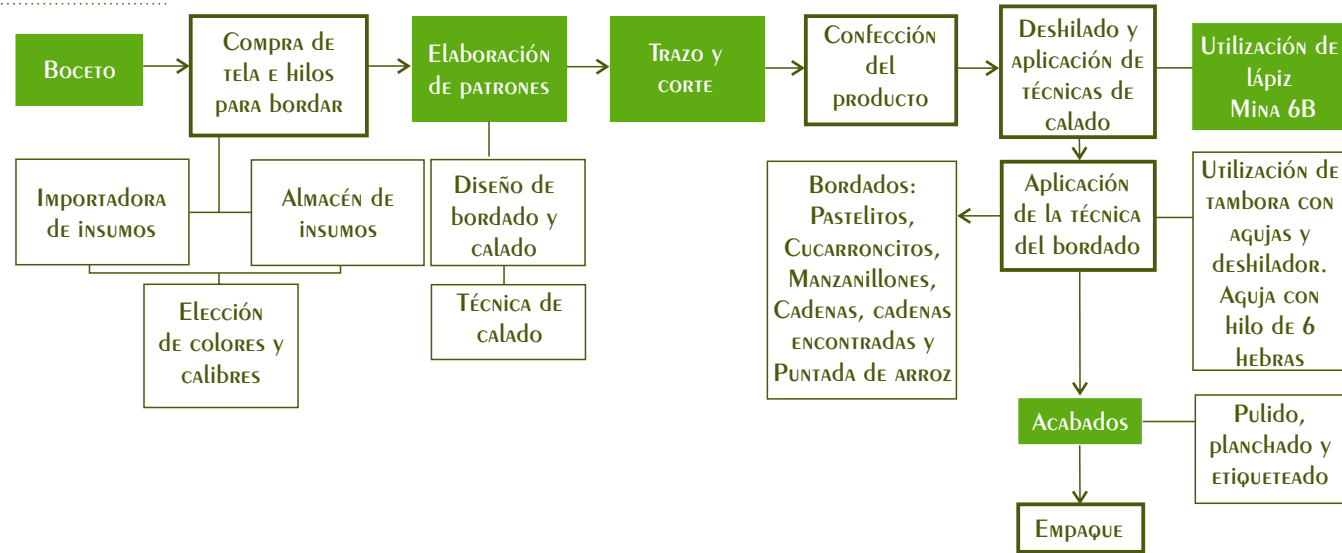 Boceto
Compra de
tela e hilos
para bordar
Elaboración
de patrones
Trazo y
corte
Confección
del
producto
Deshilado y
aplicación de
técnicas de
calado
Utilización de
lápiz
Mina 6B
Importadora
de insumos
Almacén de
insumos
Elección
de colores y
calibres
Diseño de
bordado y
calado
Técnica de
calado
Bordados:
Pastelitos,
Cucarroncitos,
Manzanillones,
Cadenas, cadenas
encontradas y
Puntada de arroz
Aplicación
de la técnica
del bordado
Utilización de
tambora con
agujas y
deshilador.
Aguja con
hilo de 6
hebras
Acabados
Pulido,
planchado y
etiqueteado
Empaque